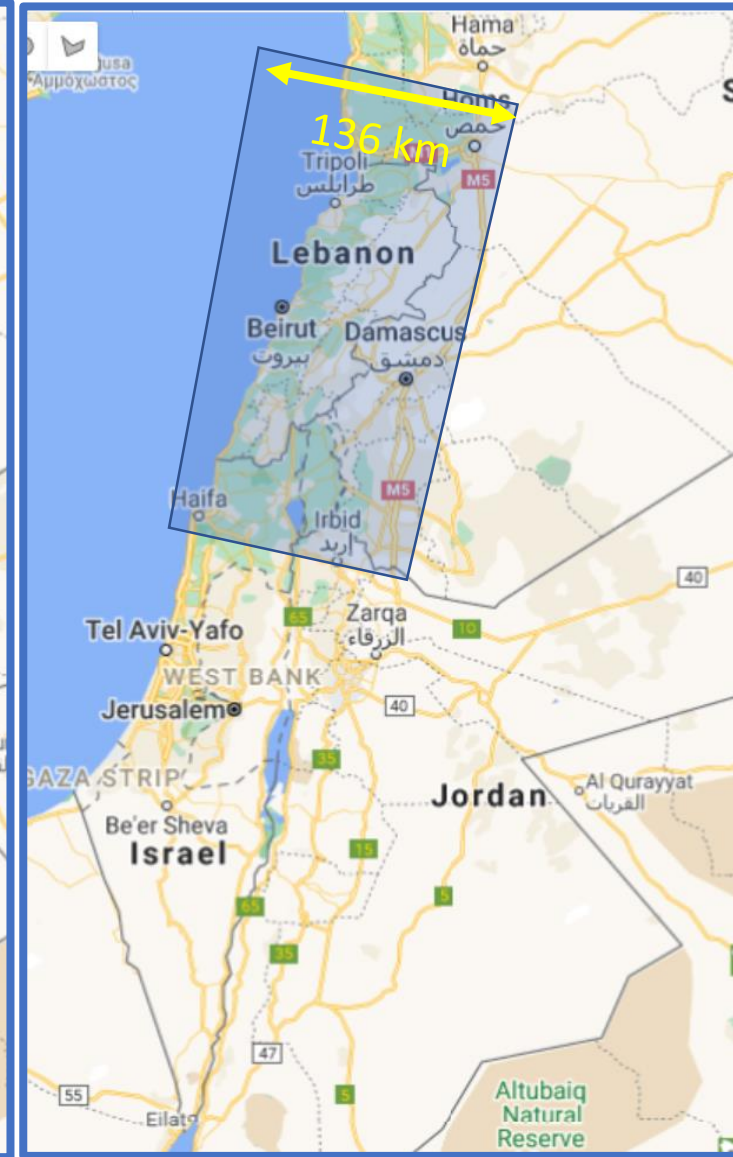 Hama
حماة
Αμμόχωστος
Homs
حمص
136 km
Tripoli
طرابلس
M5
Lebanon
Beirut
بيروت
Damascus
دمشق
M5
Haifa
Irbid
إربد
40
65
Zarqa
الزرقاء
10
Tel Aviv-Yafo
WEST BANK
Jerusalem
40
35
GAZA STRIP
Jordan
Al Qurayyat
القريات
Be'er Sheva
Israel
15
5
65
35
47
55
5
Eilat
Altubaiq
Natural
Reserve